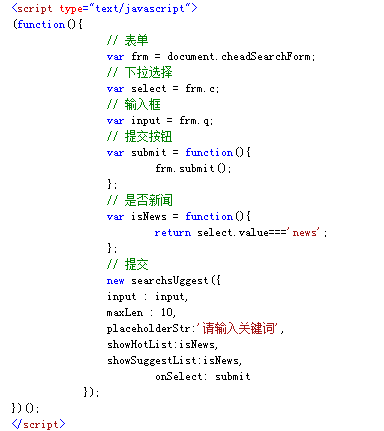 <script type="text/javascript">
(function(){
// 表单
var frm = document.cheadSearchForm;
// 下拉选择
var select = frm.c;
// 输入框
var input = frm.q;
// 提交按钮
var submit = function(){
frm.submit();
};
// 是否新闻
var isNews = function(){
return select.value==='news';
};
// 提交
new searchsUggest({
input : input,
maxLen : 10,
placeholderStr:'请输入关键词',
showHotList:isNews,
showSuggestList:isNews,
onSelect: submit
});
})();
</script>